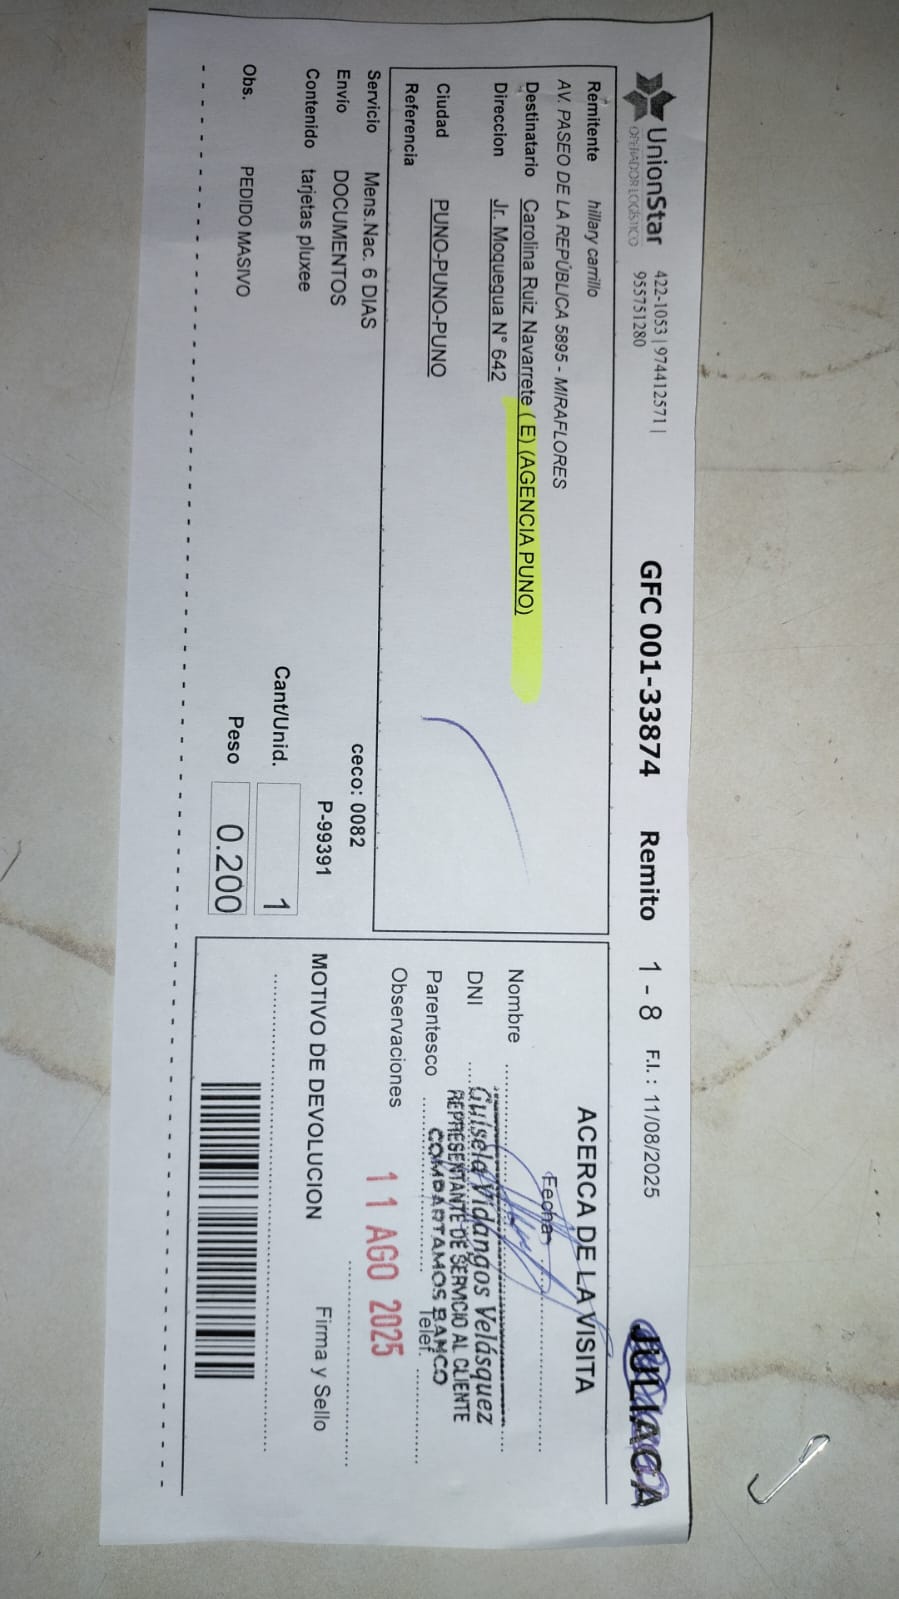 UnionStar
OPERADOR LOGÍSTICO
422-1053 | 974412571 |
955751280
GFC 001-33874 Remito 1 - 8 F.I. : 11/08/2025
JULIACA
Remitente hillary carrillo
AV. PASEO DE LA REPÚBLICA 5895 - MIRAFLORES
Destinatario Carolina Ruiz Navarrete ( E) (AGENCIA PUNO)
Direccion Jr. Moquegua N° 642
Ciudad PUNO-PUNO-PUNO
Referencia
Servicio Mens.Nac. 6 DIAS
Envio DOCUMENTOS
Contenido tarjetas pluxee
Obs. PEDIDO MASIVO
ceco: 0082
P-99391
Cant/Unid. 1
Peso 0.200
ACERCA DE LA VISITA
Fecha
Nombre
DNI
Guisela Vidangos Velásquez
REPRESENTANTE DE SERVICIO AL CLIENTE
COMPARTAMOS BANCO
Parentesco
Telef.
Observaciones
11 AGO 2025
MOTIVO DE DEVOLUCION
Firma y Sello